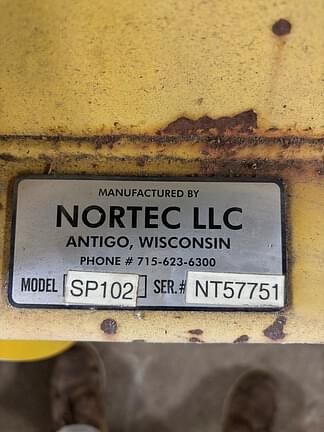 MANUFACTURED BY
NORTEC LLC
ANTIGO, WISCONSIN
PHONE # 715-623-6300
MODEL SP102 SER.# NT57751